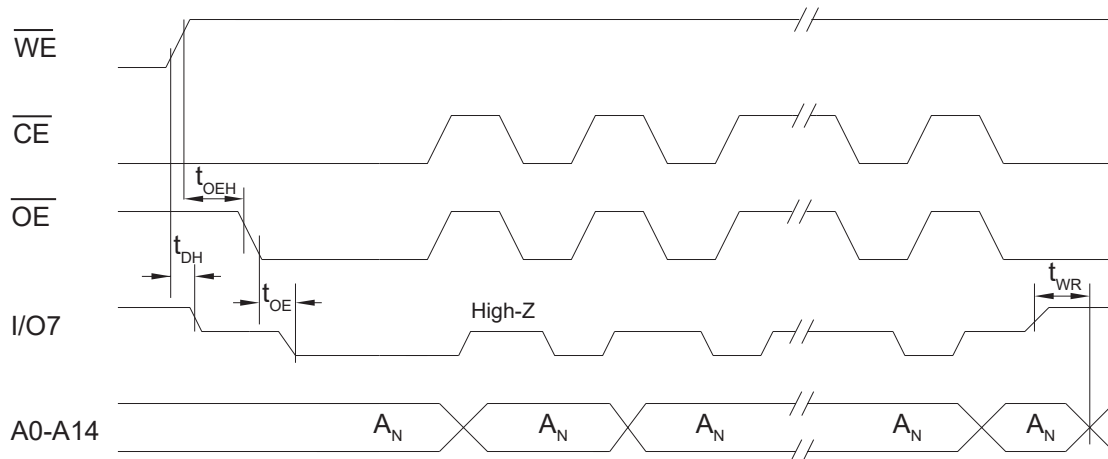 WE
CE
tOEH
OE
tDH
tOE
tWR
High-Z
I/O7
A0-A14 AN AN AN AN AN